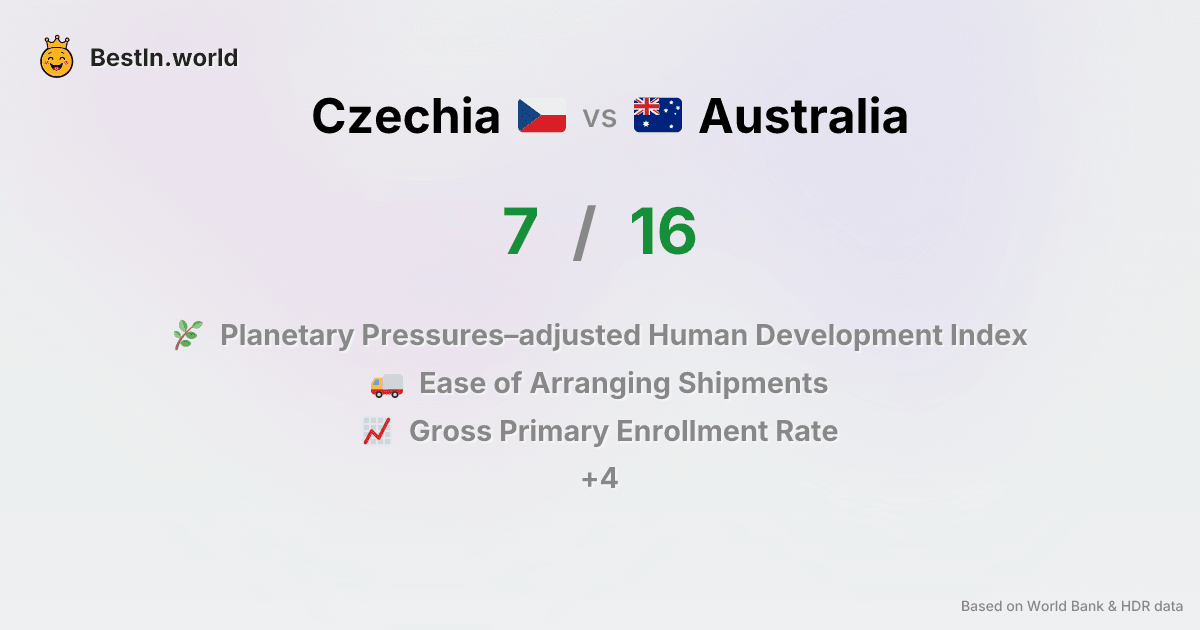 BestIn.world
Czechia vs Australia
7 / 16
Planetary Pressures–adjusted Human Development Index
Ease of Arranging Shipments
Gross Primary Enrollment Rate
+4
Based on World Bank & HDR data